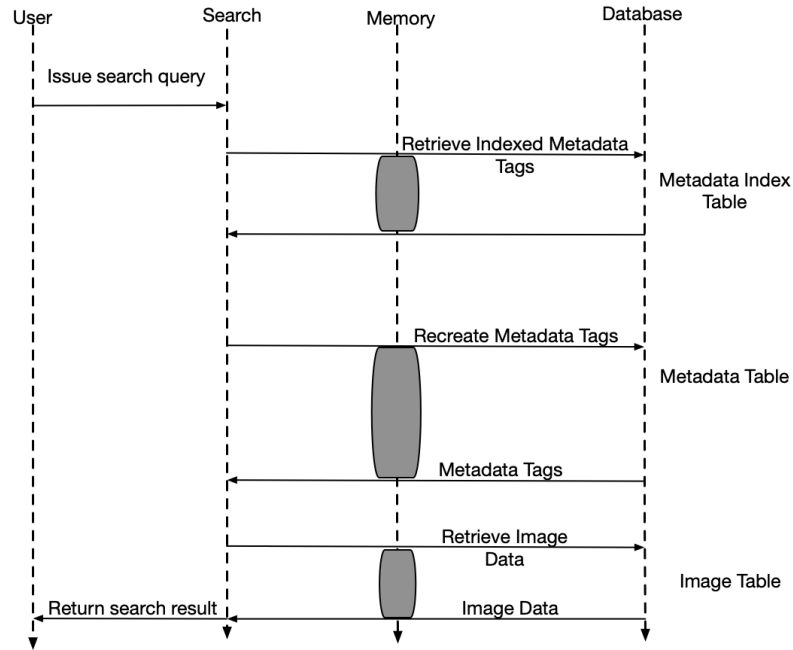 User
Search
Memory
Database
Issue search query
Retrieve Indexed Metadata
Tags
Metadata Index
Table
Recreate Metadata Tags
Metadata Table
Metadata Tags
Retrieve Image
Data
Image Table
Return search result
Image Data